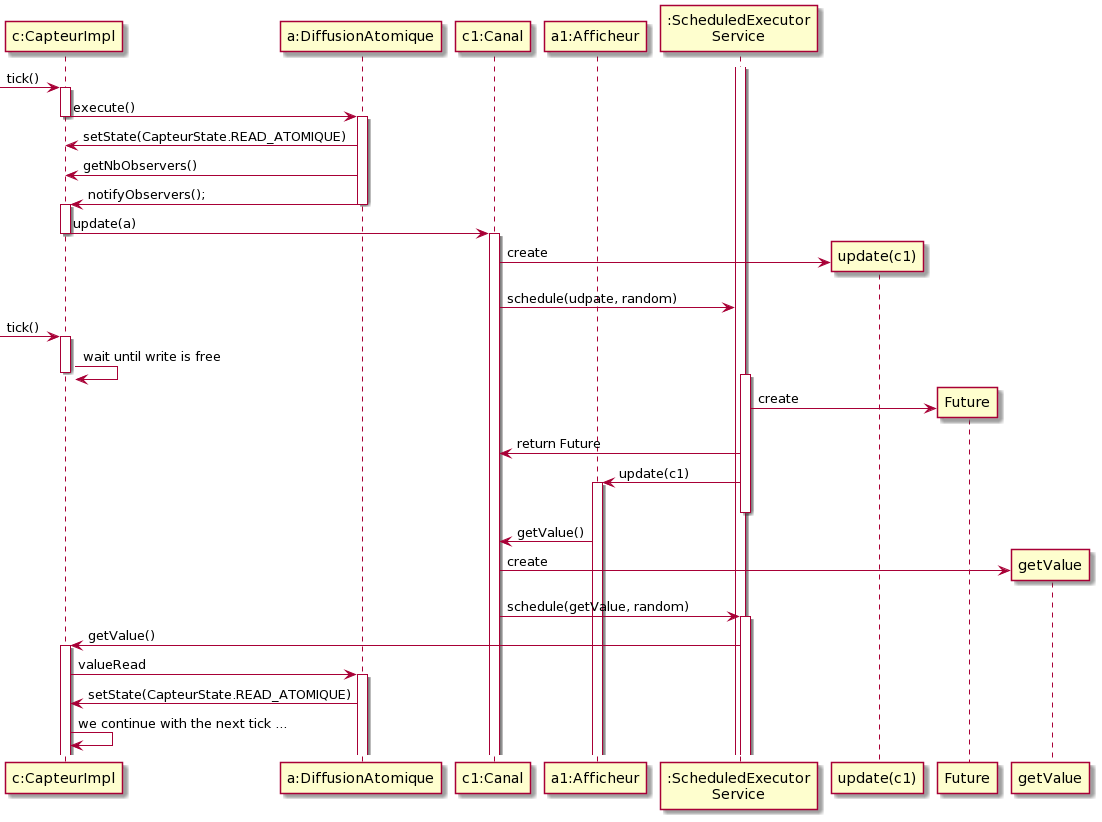 c:CapteurImpl
a:DiffusionAtomique
c1:Canal
a1:Afficheur
:ScheduledExecutor
Service
tick()
execute()
setState(CapteurState.READ_ATOMIQUE)
getNbObservers()
notifyObservers();
update(a)
create
update(c1)
schedule(udpate, random)
tick()
wait until write is free
create
Future
return Future
update(c1)
getValue()
create
getValue
schedule(getValue, random)
getValue()
valueRead
setState(CapteurState.READ_ATOMIQUE)
we continue with the next tick ...
c:CapteurImpl
a:DiffusionAtomique
c1:Canal
a1:Afficheur
:ScheduledExecutor
Service
update(c1)
Future
getValue